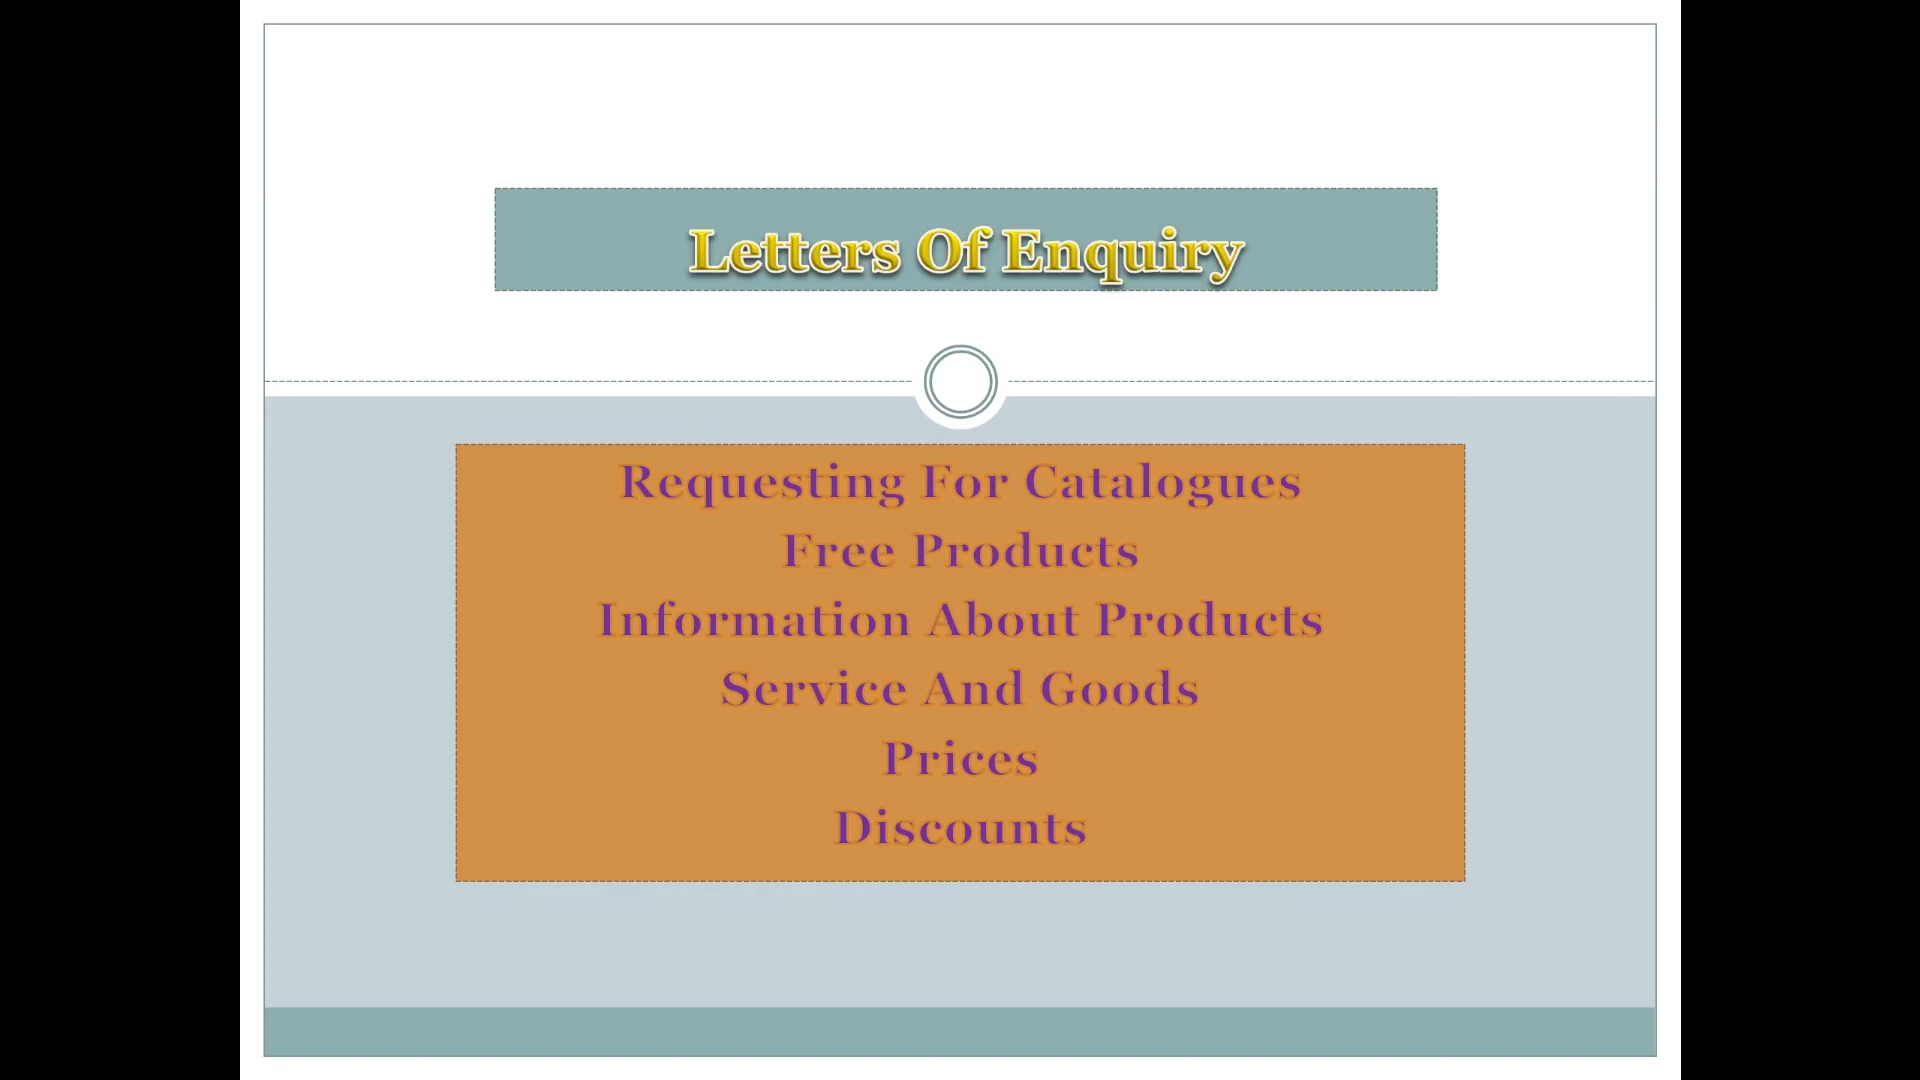 Letters Of Enquiry
Requesting For Catalogues
Free Products
Information About Products
Service And Goods
Prices
Discounts